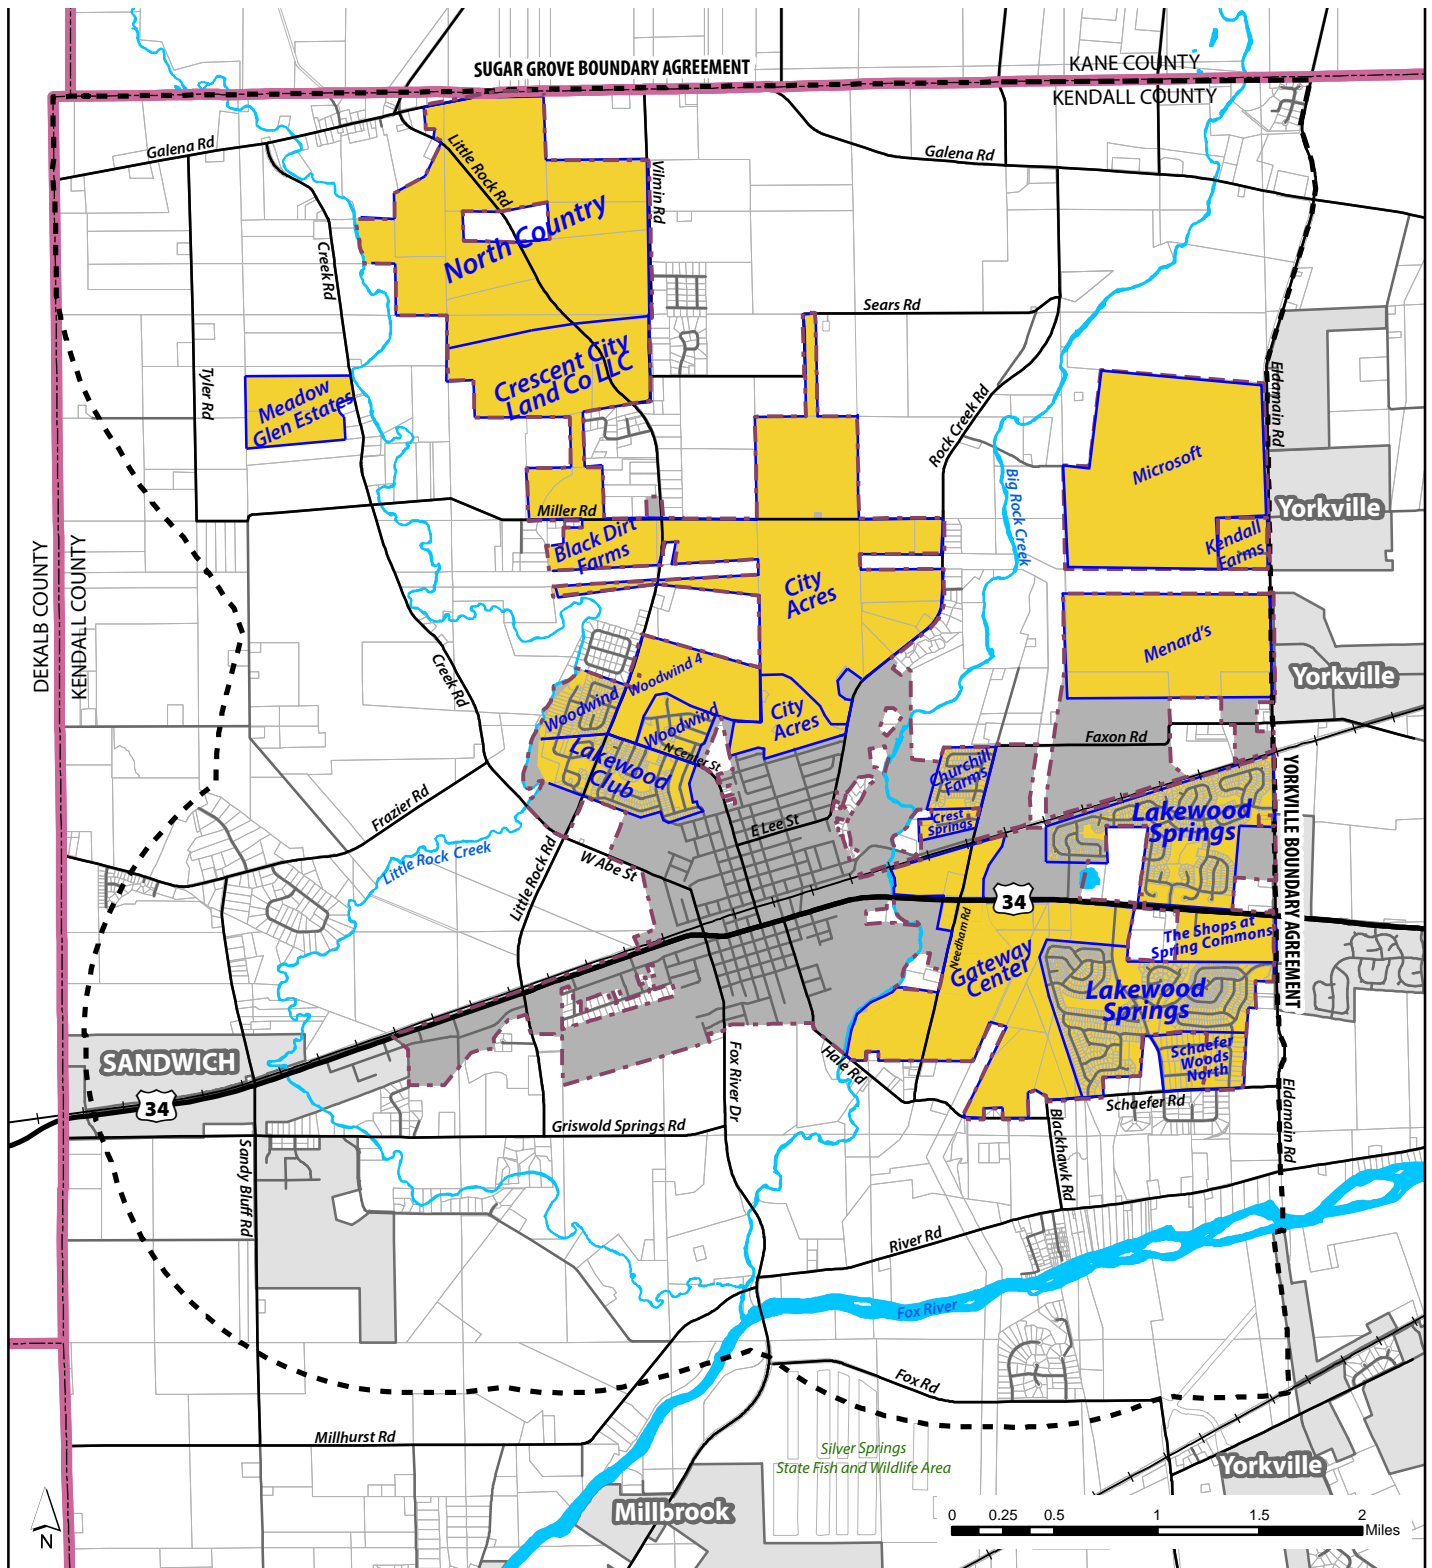 SUGAR GROVE BOUNDARY AGREEMENT
KANE COUNTY
KENDALL COUNTY
Galena Rd
Little Rock Rd
Vilmin Rd
Galena Rd
North Country
Creek Rd
Sears Rd
Crescent City
Land Co LLC
Tyler Rd
Meadow
Glen Estates
Eldamain Rd
Rock Creek Rd
Microsoft
Big Rock Creek
Yorkville
Miller Rd
Black Dirt
Farms
Kendall
Farms
City
Acres
DEKALB COUNTY
KENDALL COUNTY
Menard's
Creek Rd
Woodwind 4
Yorkville
Woodwind
Woodwind
City
Acres
N Center St
Faxon Rd
Lakewood
Club
Churchill
Farms
YORKVILLE BOUNDARY AGREEMENT
Frazier Rd
Crest
Springs
Lakewood
Springs
E Lee St
Little Rock Creek
W Abe St
Little Rock Rd
34
Needham Rd
The Shops at
Spring Commons
Gateway
Center
Lakewood
Springs
SANDWICH
34
Schaefer
Woods
North
Fox River Dr
Hale Rd
Schaefer Rd
Eldamain Rd
Griswold Springs Rd
Blackhawk Rd
Sandy Bluff Rd
River Rd
Fox River
Fox Rd
Millhurst Rd
Silver Springs
State Fish and Wildlife Area
Yorkville
Millbrook
N
0 0.25 0.5 1 1.5 2
Miles